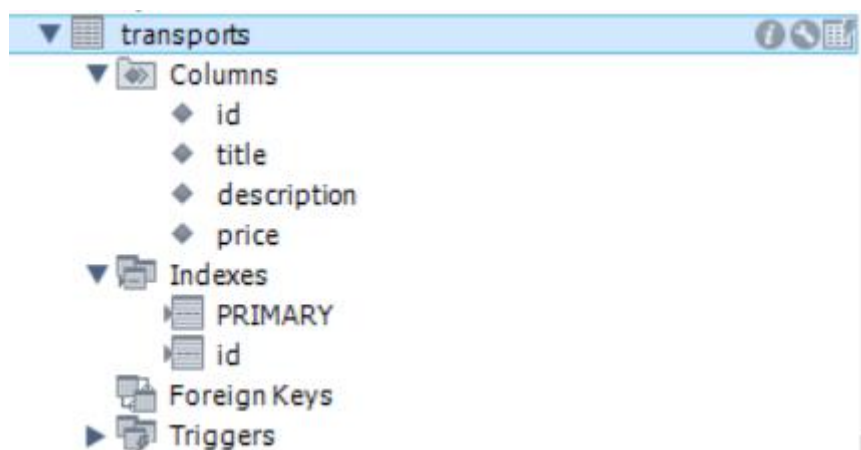 transports
Columns
id
title
description
price
Indexes
PRIMARY
id
Foreign Keys
Triggers